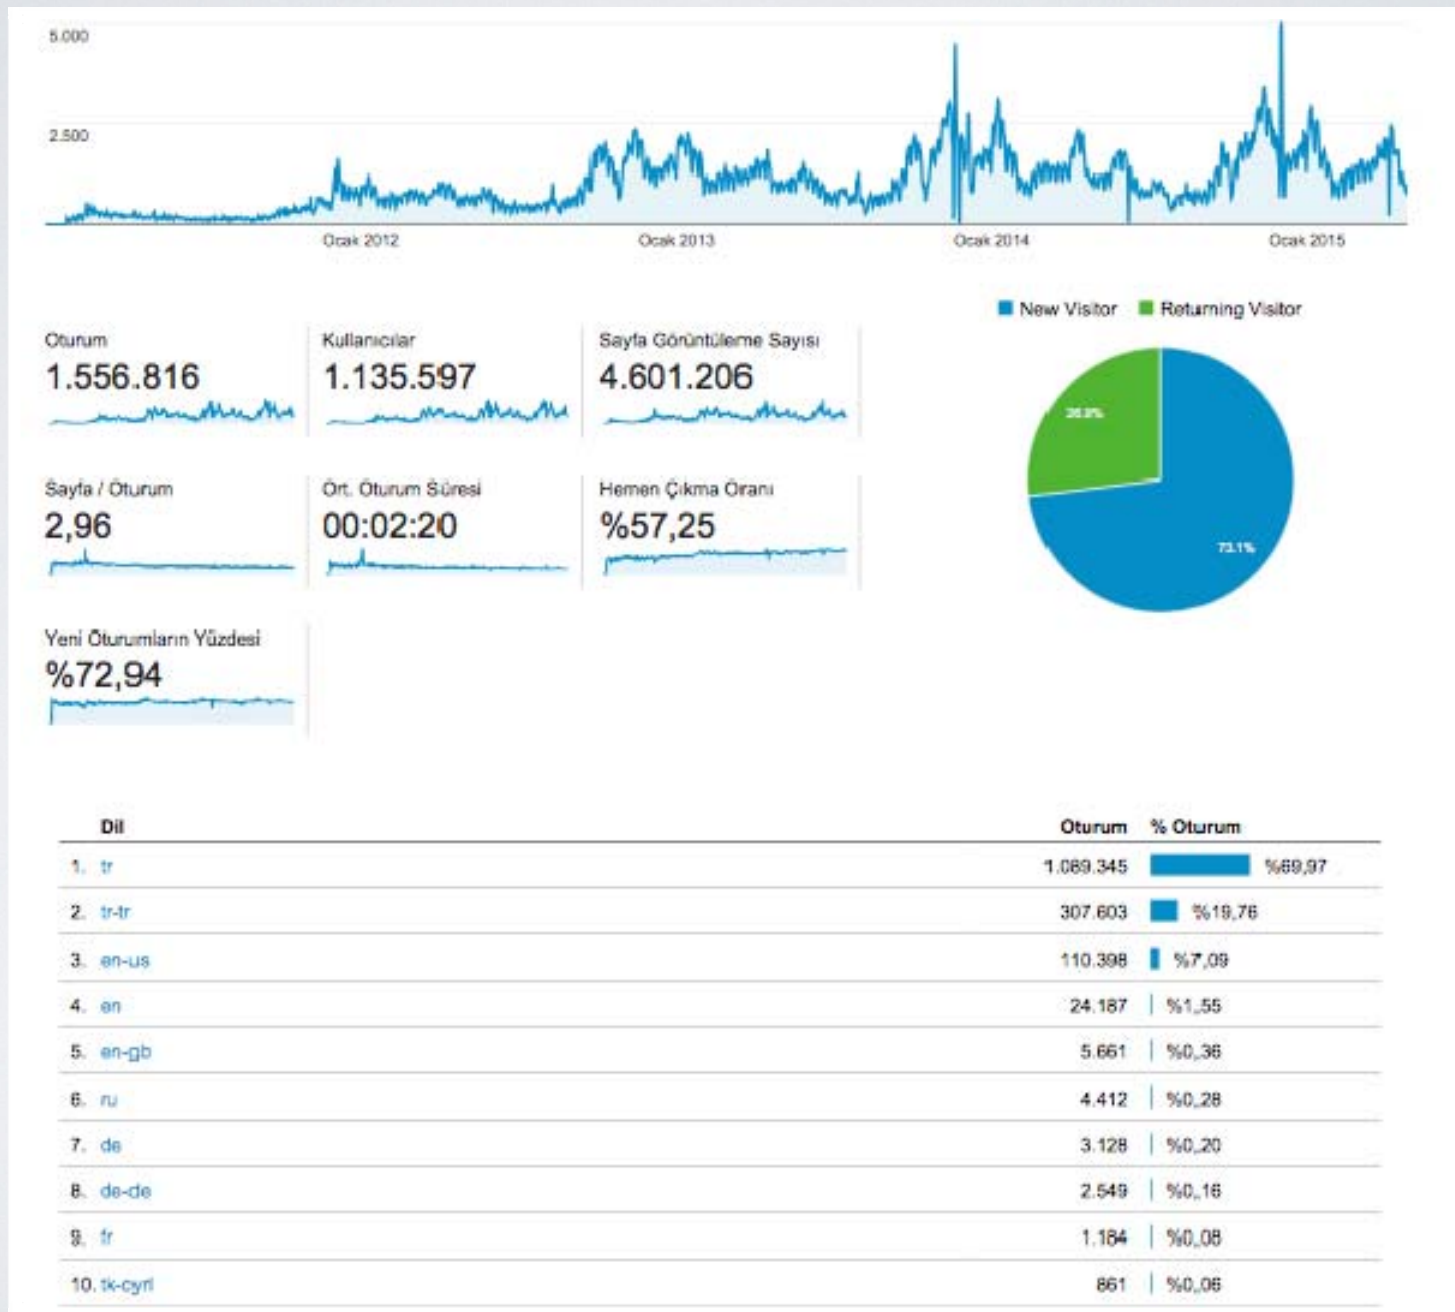 5.000
2.500
Ocak 2012 Ocak 2013 Ocak 2014 Ocak 2015
New Visitor Returning Visitor
Oturum Kullanıcılar Sayfa Görüntüleme Sayısı
1.556.816 1.135.597 4.601.206
26.9%
Sayfa / Oturum Ort. Oturum Süresi Hemen Çıkma Oranı
2,96 00:02:20 %57,25
73.1%
Yeni Oturumların Yüzdesi
%72,94
Dil Oturum % Oturum
1. tr 1.089.345 %69,97
2. tr-tr 307.603 %19,76
3. en-us 110.398 %7,09
4. en 24.187 %1,55
5. en-gb 5.661 %0,36
6. ru 4.412 %0,28
7. de 3.128 %0,20
8. de-de 2.549 %0,16
9. fr 1.184 %0,08
10. tk-cyrl 861 %0,06